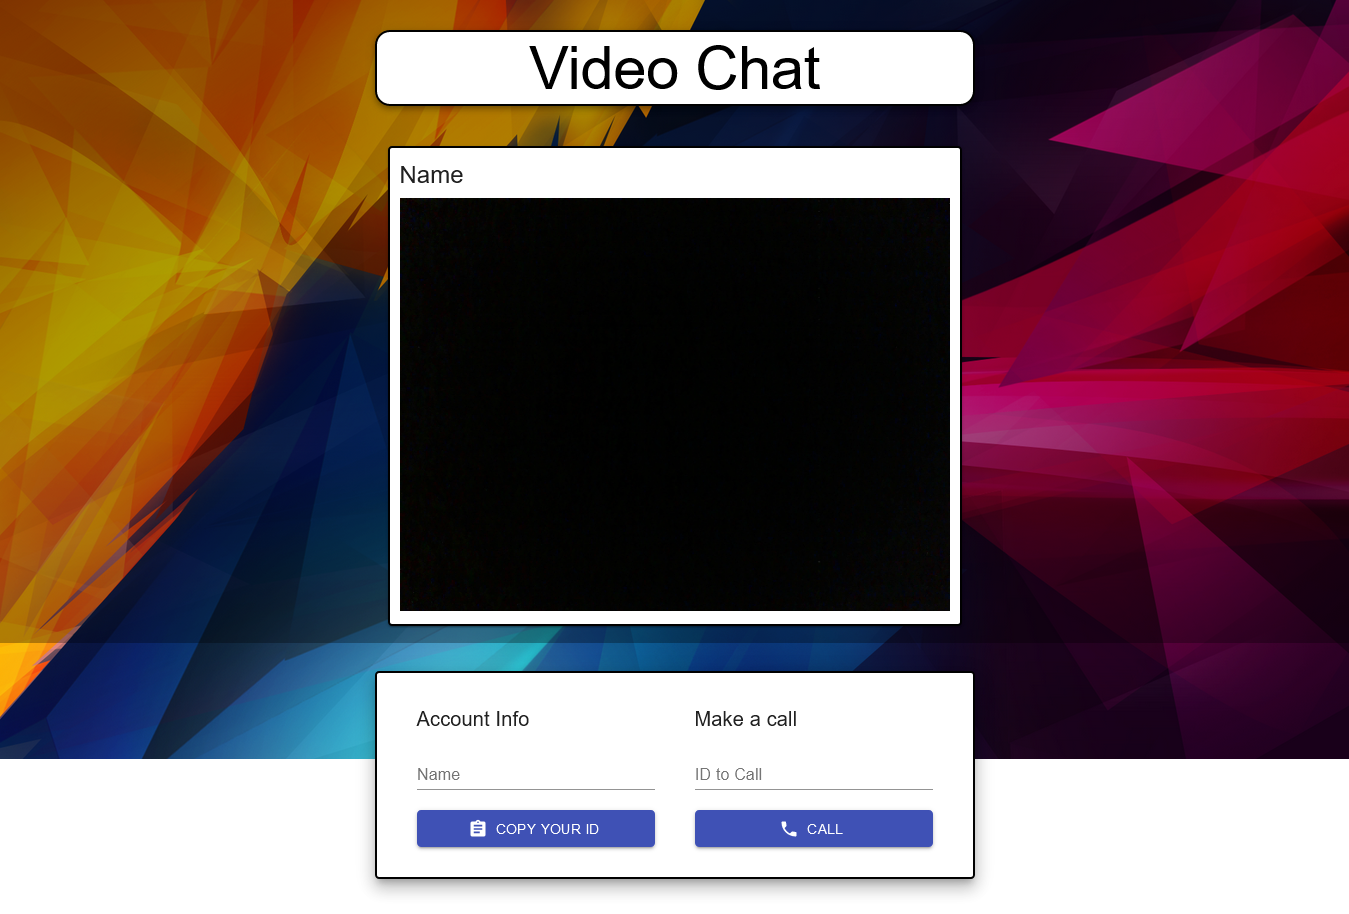 Video Chat
Name
Account Info
Make a call
Name
ID to Call
COPY YOUR ID
CALL